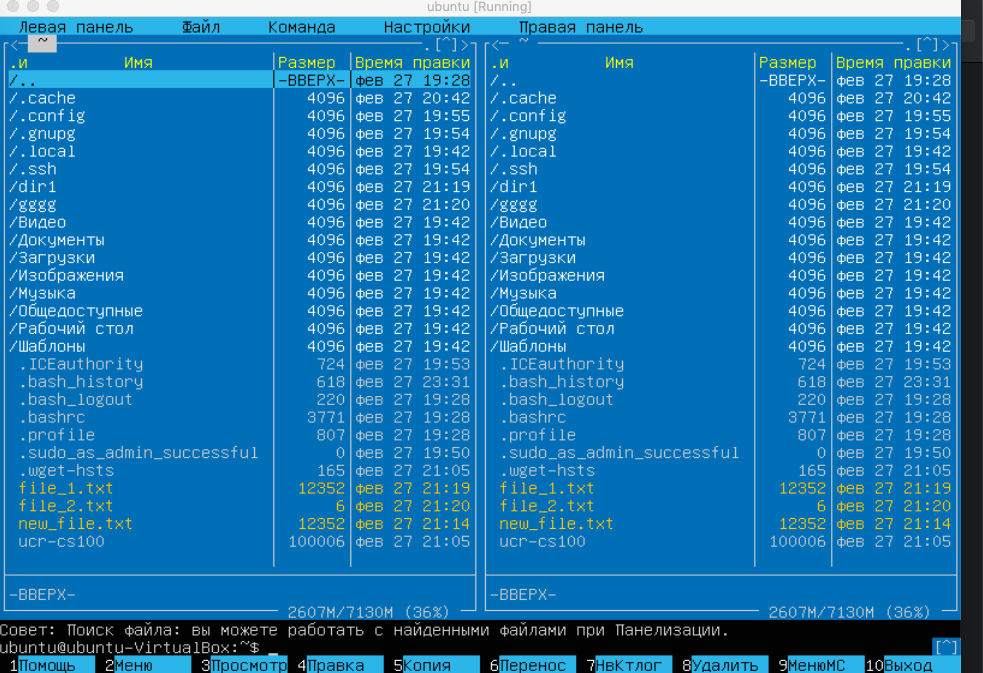 ubuntu [Running]
Левая панель Файл Команда Настройки Правая панель
<─ ~ .[^]> <─ ~ .[^]>
.и Имя Размер Время правки .и Имя Размер Время правки
/.. -ВВЕРХ- фев 27 19:28 /.. -ВВЕРХ- фев 27 19:28
/.cache 4096 фев 27 20:42 /.cache 4096 фев 27 20:42
/.config 4096 фев 27 19:55 /.config 4096 фев 27 19:55
/.gnupg 4096 фев 27 19:54 /.gnupg 4096 фев 27 19:54
/.local 4096 фев 27 19:42 /.local 4096 фев 27 19:42
/.ssh 4096 фев 27 19:54 /.ssh 4096 фев 27 19:54
/dir1 4096 фев 27 21:19 /dir1 4096 фев 27 21:19
/gggg 4096 фев 27 21:20 /gggg 4096 фев 27 21:20
/Видео 4096 фев 27 19:42 /Видео 4096 фев 27 19:42
/Документы 4096 фев 27 19:42 /Документы 4096 фев 27 19:42
/Загрузки 4096 фев 27 19:42 /Загрузки 4096 фев 27 19:42
/Изображения 4096 фев 27 19:42 /Изображения 4096 фев 27 19:42
/Музыка 4096 фев 27 19:42 /Музыка 4096 фев 27 19:42
/Общедоступные 4096 фев 27 19:42 /Общедоступные 4096 фев 27 19:42
/Рабочий стол 4096 фев 27 19:42 /Рабочий стол 4096 фев 27 19:42
/Шаблоны 4096 фев 27 19:42 /Шаблоны 4096 фев 27 19:42
.ICEauthority 724 фев 27 19:53 .ICEauthority 724 фев 27 19:53
.bash_history 618 фев 27 23:31 .bash_history 618 фев 27 23:31
.bash_logout 220 фев 27 19:28 .bash_logout 220 фев 27 19:28
.bashrc 3771 фев 27 19:28 .bashrc 3771 фев 27 19:28
.profile 807 фев 27 19:28 .profile 807 фев 27 19:28
.sudo_as_admin_successful 0 фев 27 19:50 .sudo_as_admin_successful 0 фев 27 19:50
.wget-hsts 165 фев 27 21:05 .wget-hsts 165 фев 27 21:05
file_1.txt 12352 фев 27 21:19 file_1.txt 12352 фев 27 21:19
file_2.txt 6 фев 27 21:20 file_2.txt 6 фев 27 21:20
new_file.txt 12352 фев 27 21:14 new_file.txt 12352 фев 27 21:14
ucr-cs100 100006 фев 27 21:05 ucr-cs100 100006 фев 27 21:05
-ВВЕРХ- -ВВЕРХ-
2607M/7130M (36%) 2607M/7130M (36%)
Совет: Поиск файла: вы можете работать с найденными файлами при Панелизации.
ubuntu@ubuntu-VirtualBox:~$ _ [^]
1Помощь 2Меню 3Просмотр 4Правка 5Копия 6Перенос 7НвКтлог 8Удалить 9МенюMC 10Выход